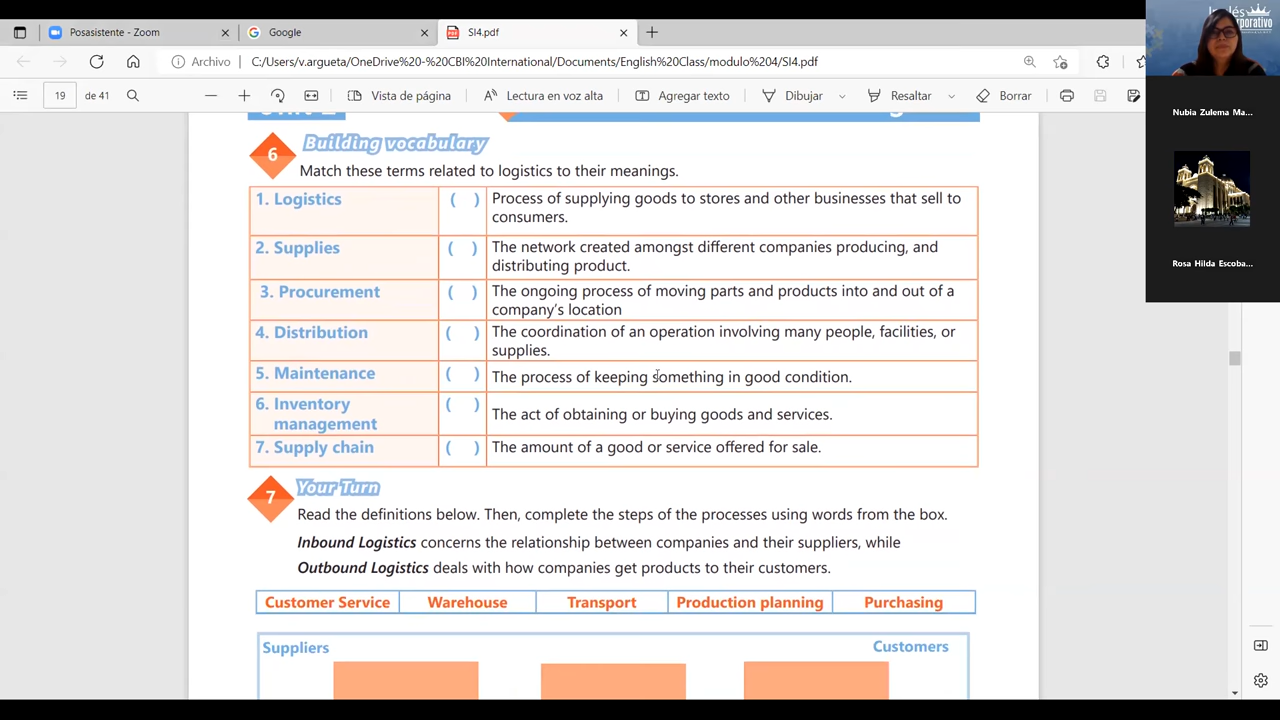 Posasistente - Zoom
Google
SI4.pdf
Archivo
C:/Users/v.argueta/OneDrive%20-%20CBI%20International/Documents/English%20Class/modulo%204/SI4.pdf
19
de 41
Vista de página
Lectura en voz alta
Agregar texto
Dibujar
Resaltar
Borrar
Inglés
Nubia Zulema Ma...
Rosa Hilda Escoba...
6
Building vocabulary
Match these terms related to logistics to their meanings.
1. Logistics ( ) Process of supplying goods to stores and other businesses that sell to
consumers.
2. Supplies ( ) The network created amongst different companies producing, and
distributing product.
3. Procurement ( ) The ongoing process of moving parts and products into and out of a
company's location
4. Distribution ( ) The coordination of an operation involving many people, facilities, or
supplies.
5. Maintenance ( ) The process of keeping something in good condition.
6. Inventory
management ( ) The act of obtaining or buying goods and services.
7. Supply chain ( ) The amount of a good or service offered for sale.
7
Your Turn
Read the definitions below. Then, complete the steps of the processes using words from the box.
Inbound Logistics concerns the relationship between companies and their suppliers, while
Outbound Logistics deals with how companies get products to their customers.
Customer Service Warehouse Transport Production planning Purchasing
Suppliers
Customers